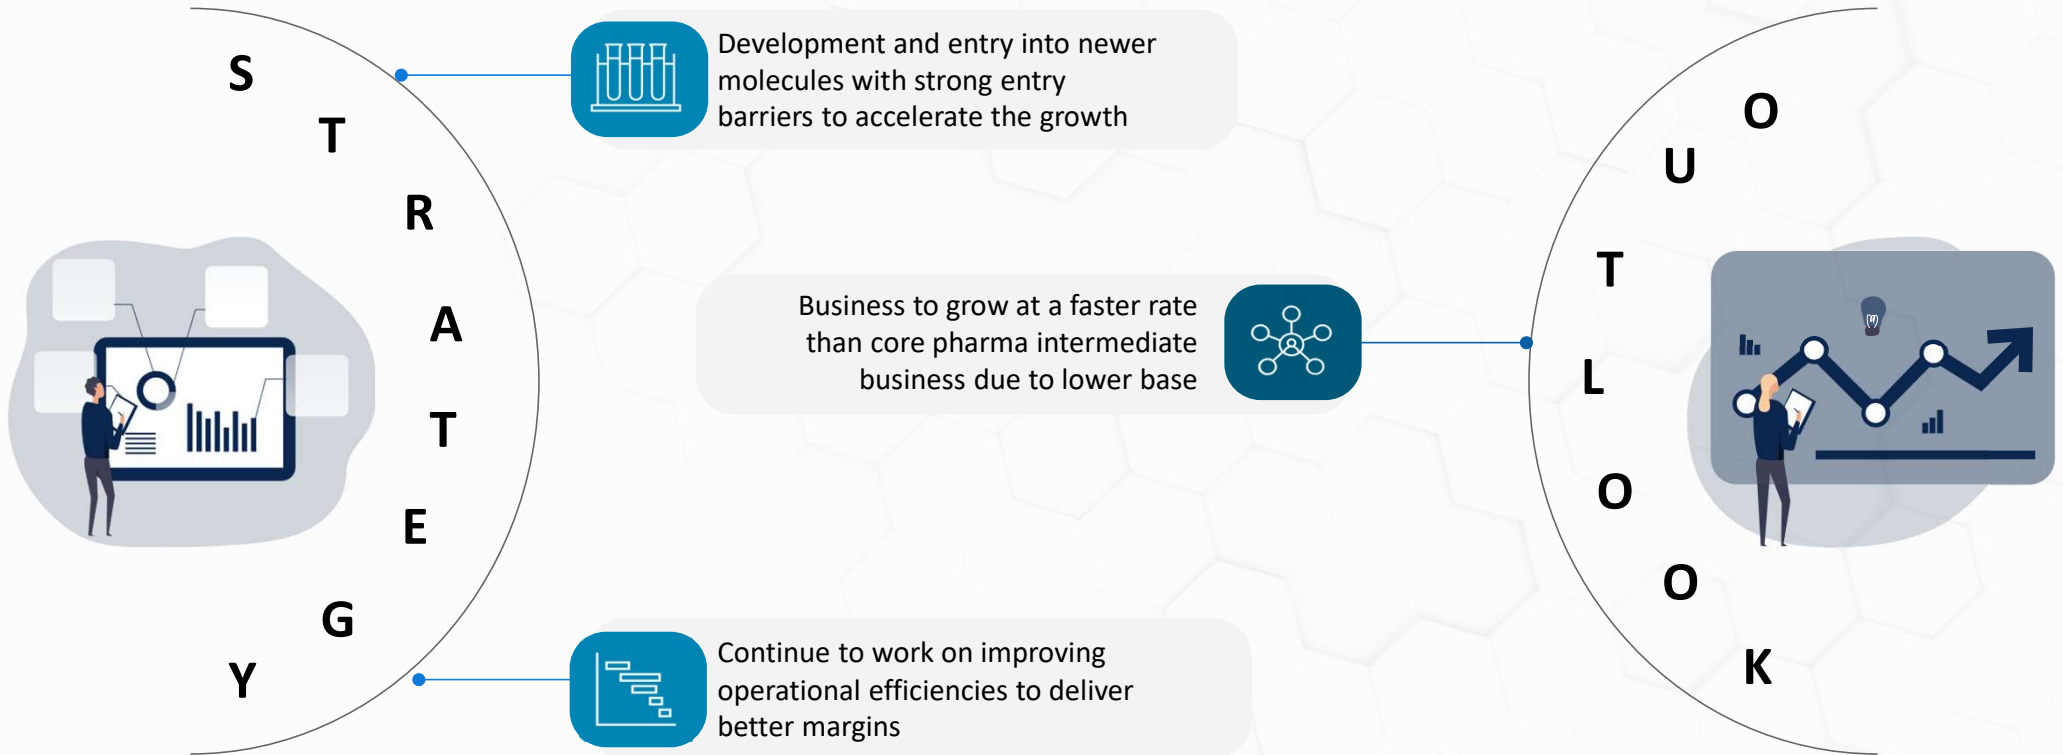 STRATEGY
Development and entry into newer
molecules with strong entry
barriers to accelerate the growth
Continue to work on improving
operational efficiencies to deliver
better margins
OUTLOOK
Business to grow at a faster rate
than core pharma intermediate
business due to lower base